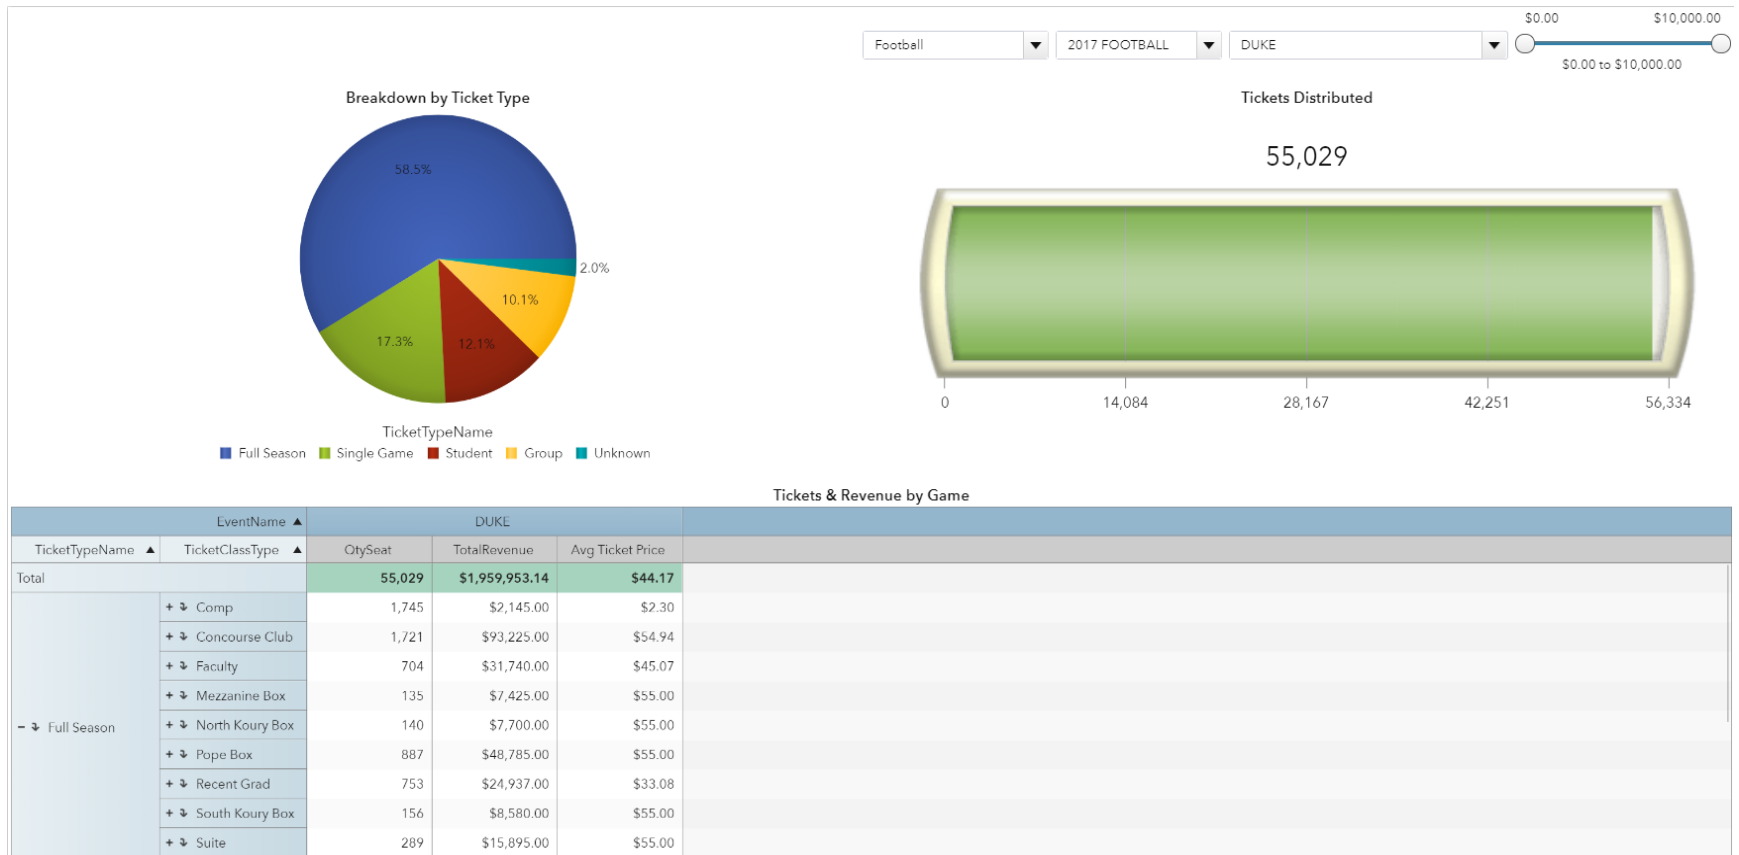 $0.00 $10,000.00
Football 2017 FOOTBALL DUKE
$0.00 to $10,000.00
Breakdown by Ticket Type
58.5%
2.0%
10.1%
17.3%
12.1%
TicketTypeName
Full Season Single Game Student Group Unknown
Tickets Distributed
55,029
0 14,084 28,167 42,251 56,334
Tickets & Revenue by Game
EventName DUKE
TicketTypeName TicketClassType QtySeat TotalRevenue Avg Ticket Price
Total 55,029 $1,959,953.14 $44.17
Full Season
Comp 1,745 $2,145.00 $2.30
Concourse Club 1,721 $93,225.00 $54.94
Faculty 704 $31,740.00 $45.07
Mezzanine Box 135 $7,425.00 $55.00
North Koury Box 140 $7,700.00 $55.00
Pope Box 887 $48,785.00 $55.00
Recent Grad 753 $24,937.00 $33.08
South Koury Box 156 $8,580.00 $55.00
Suite 289 $15,895.00 $55.00